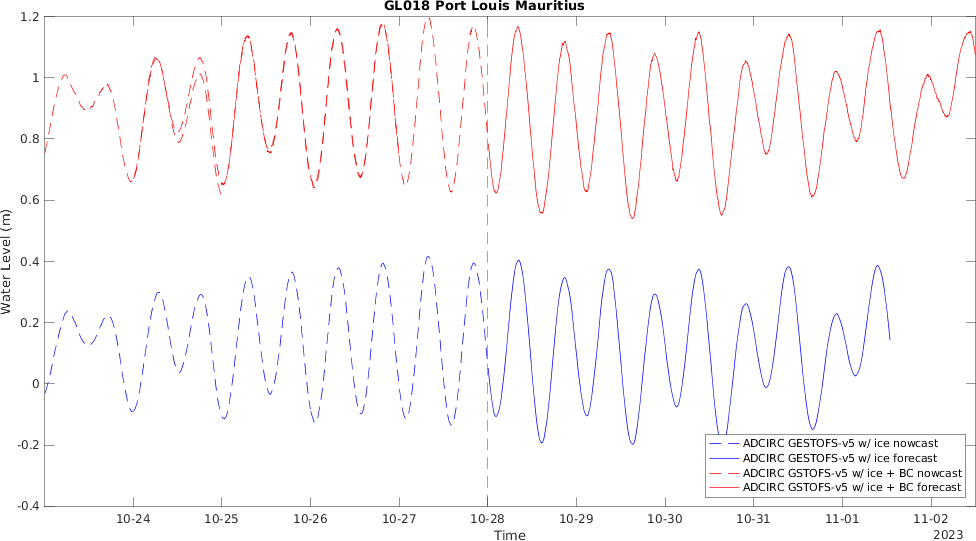 GL018 Port Louis Mauritius
Water Level (m)
1.2
1
0.8
0.6
0.4
0.2
0
-0.2
-0.4
10-24 10-25 10-26 10-27 10-28 10-29 10-30 10-31 11-01 11-02
Time
2023
ADCIRC GESTOFS-v5 w/ ice nowcast
ADCIRC GESTOFS-v5 w/ ice forecast
ADCIRC GSTOFS-v5 w/ ice + BC nowcast
ADCIRC GSTOFS-v5 w/ ice + BC forecast